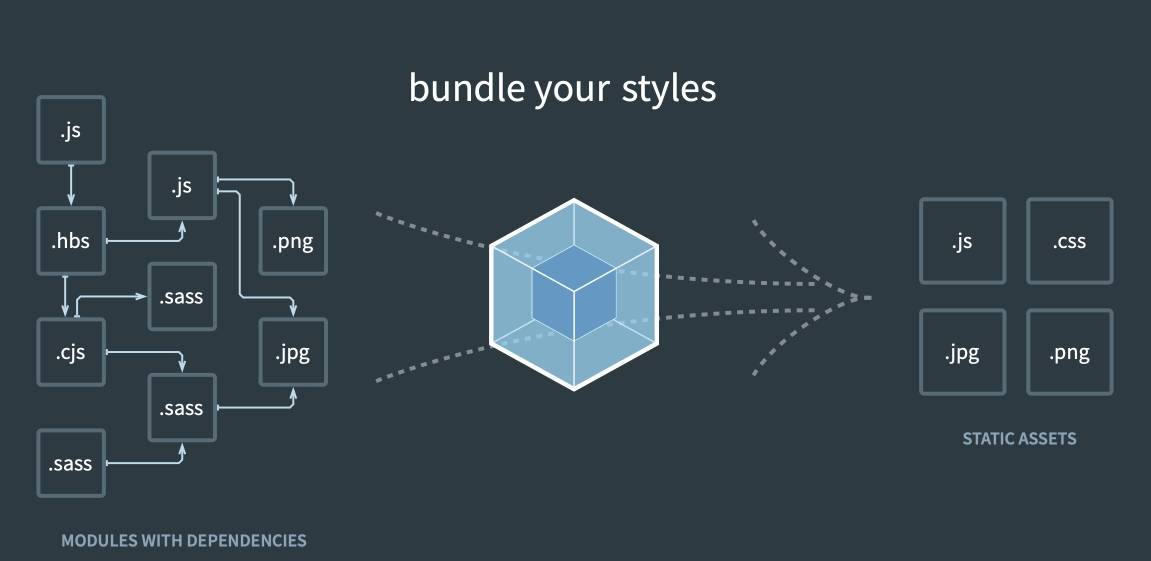 bundle your styles
.js
.js
.hbs
.png
.sass
.cjs
.jpg
.sass
.sass
MODULES WITH DEPENDENCIES
.js
.css
.jpg
.png
STATIC ASSETS